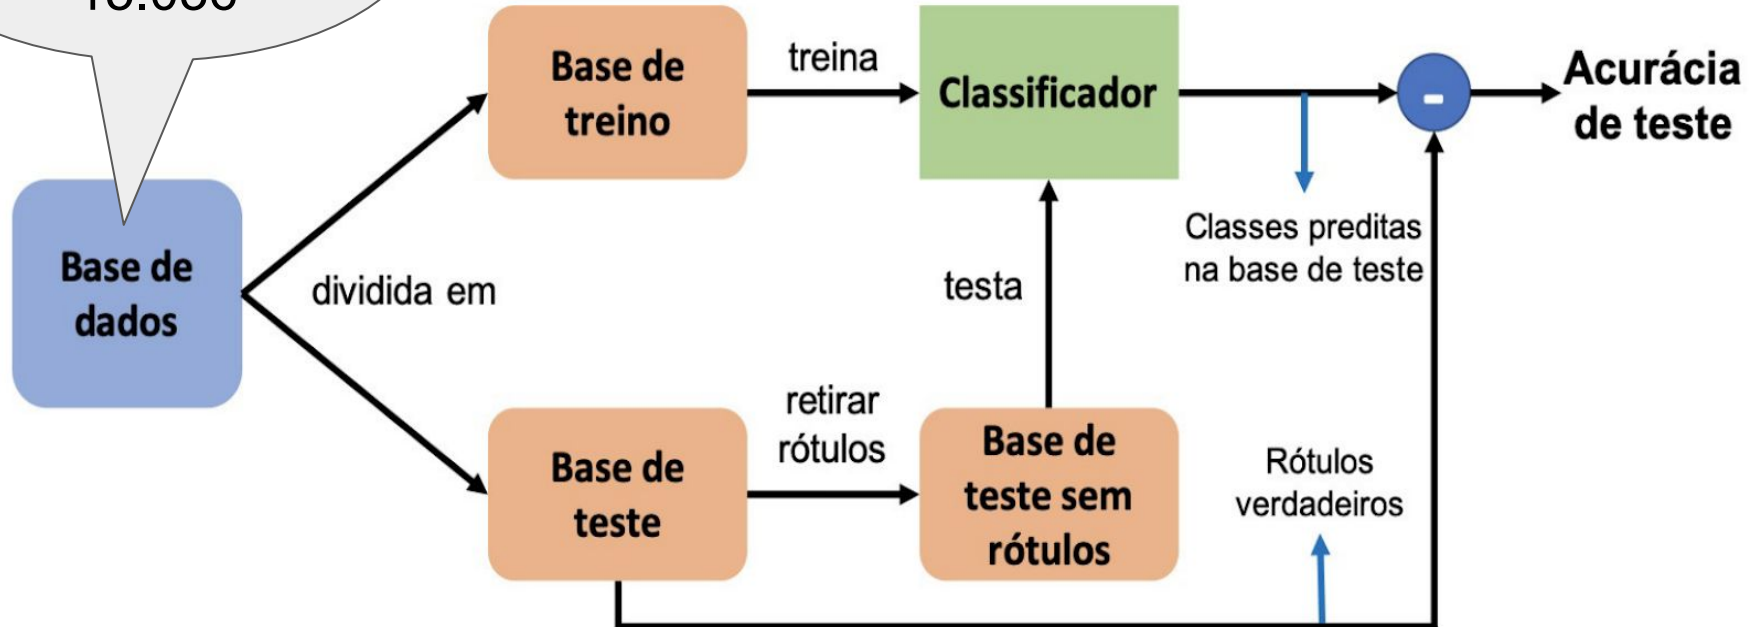 Base de
treino
treina
Classificador
-
Acurácia
de teste
Classes preditas
na base de teste
Base de
dados
dividida em
testa
retirar
rótulos
Base de
teste
Base de
teste sem
rótulos
Rótulos
verdadeiros